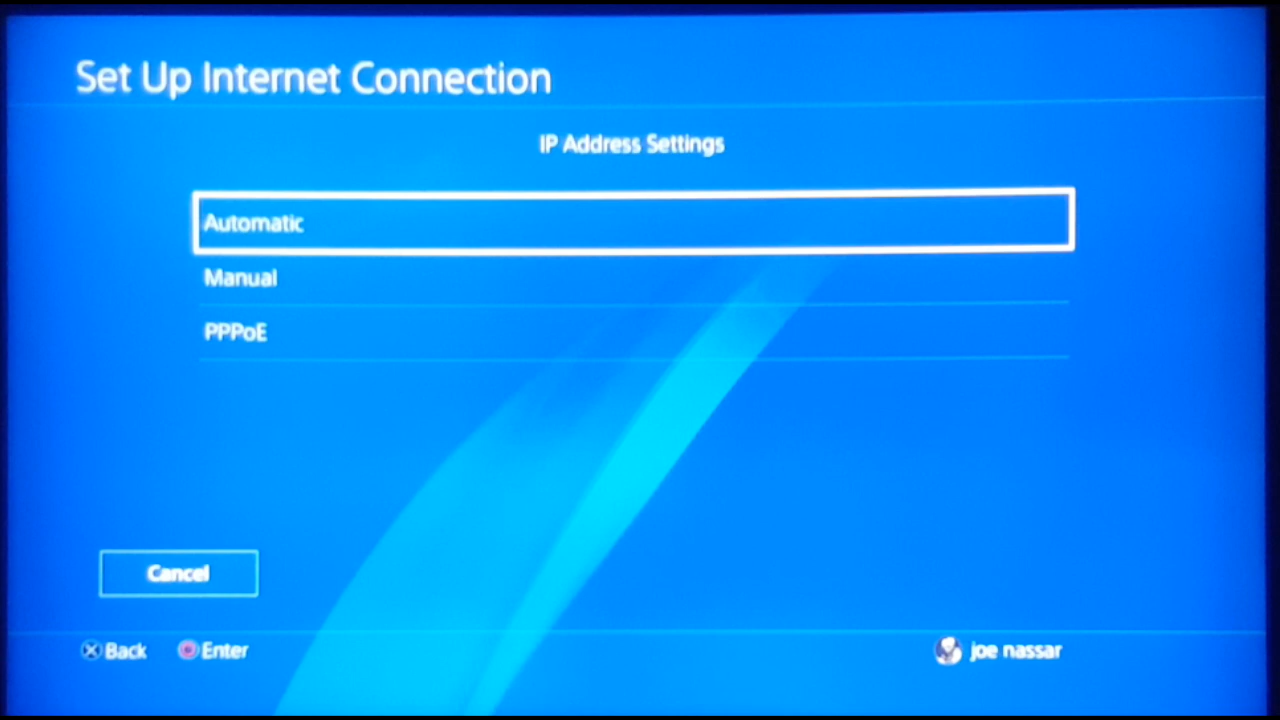 Set Up Internet Connection
IP Address Settings
Automatic
Manual
PPPoE
Cancel
Back Enter joe nassar